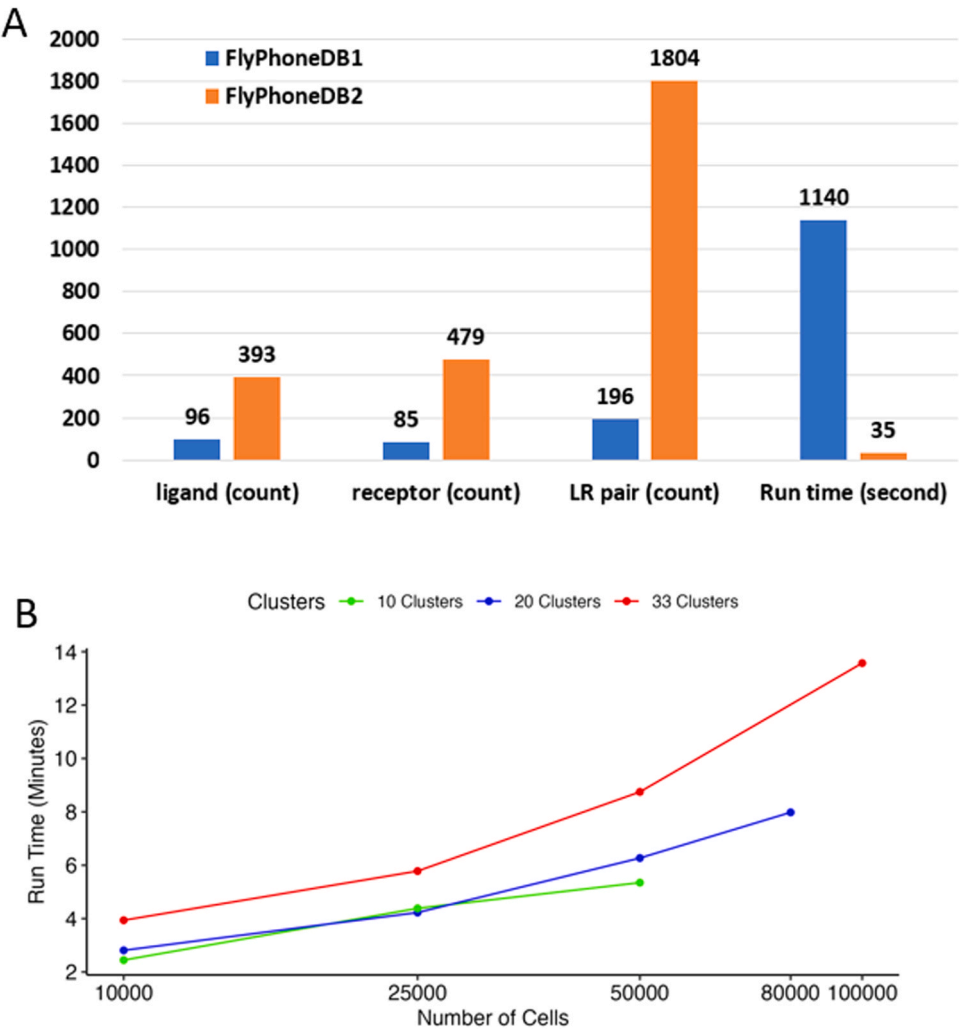 A
2000
FlyPhoneDB1
1804
1800
FlyPhoneDB2
1600
1400
1200
1140
1000
800
600
479
400
393
200
96
85
196
35
0
ligand (count) receptor (count) LR pair (count) Run time (second)
B
Clusters 10 Clusters 20 Clusters 33 Clusters
Run Time (Minutes)
14
12
10
8
6
4
2
10000 25000 50000 80000 100000
Number of Cells